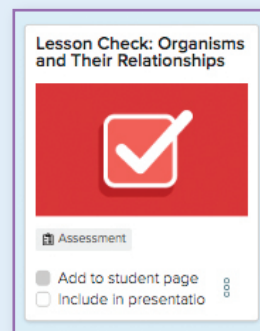 Lesson Check: Organisms
and Their Relationships
Assessment
Add to student page
Include in presentatio